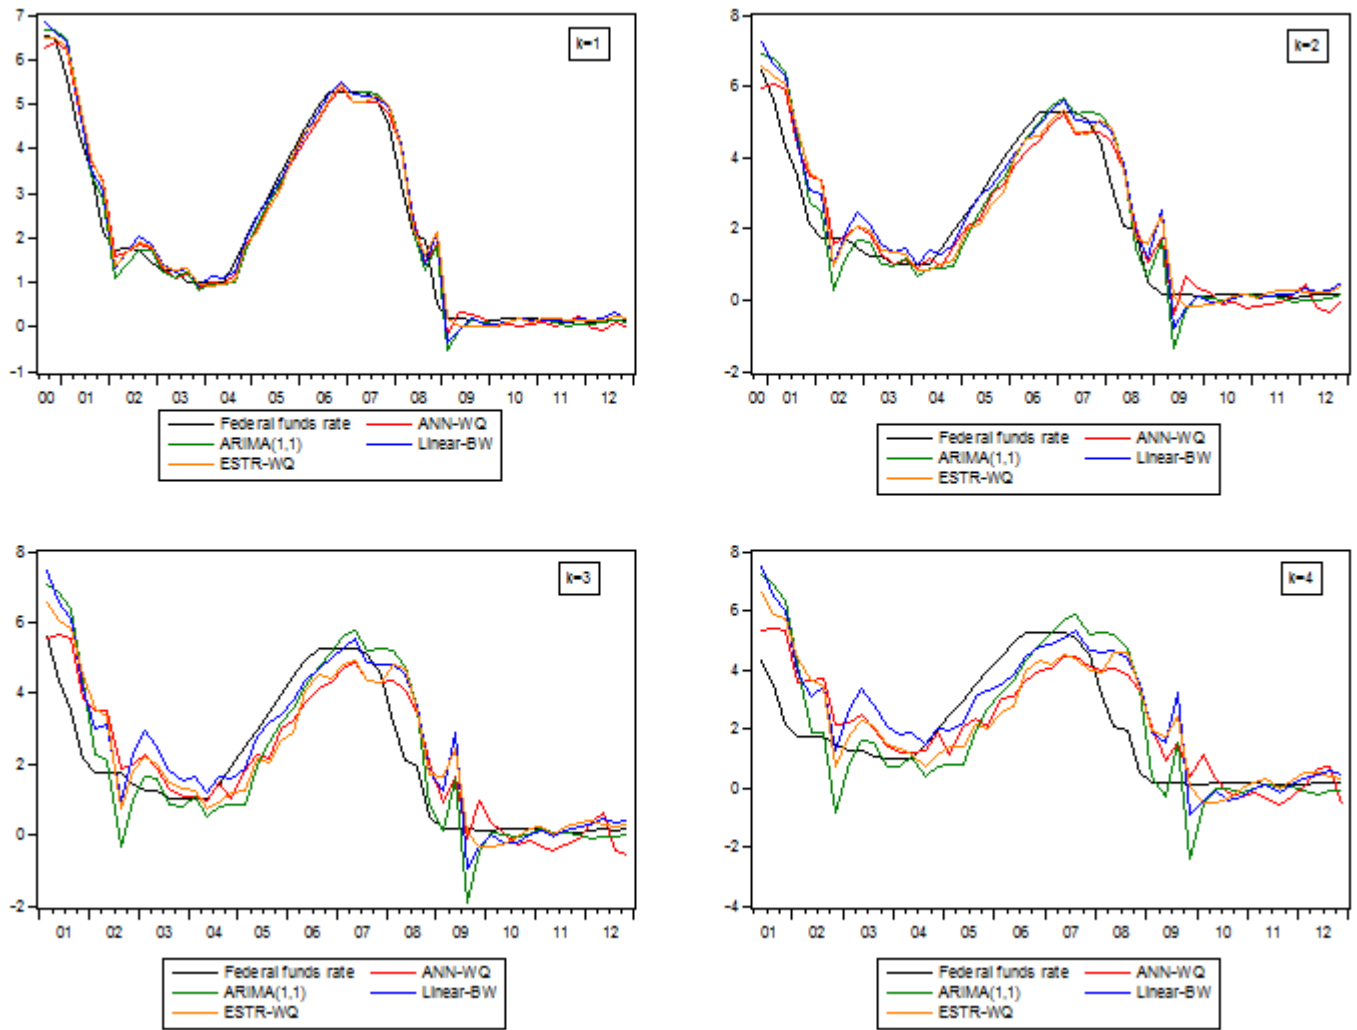 7
6
5
4
3
2
1
0
-1
k=1
00 01 02 03 04 05 06 07 08 09 10 11 12
Federal funds rate ANN-WQ
ARIMA(1,1) Linear-BW
ESTR-WQ
8
6
4
2
0
-2
k=2
00 01 02 03 04 05 06 07 08 09 10 11 12
Federal funds rate ANN-WQ
ARIMA(1,1) Linear-BW
ESTR-WQ
8
6
4
2
0
-2
k=3
01 02 03 04 05 06 07 08 09 10 11 12
Federal funds rate ANN-WQ
ARIMA(1,1) Linear-BW
ESTR-WQ
8
6
4
2
0
-2
-4
k=4
01 02 03 04 05 06 07 08 09 10 11 12
Federal funds rate ANN-WQ
ARIMA(1,1) Linear-BW
ESTR-WQ